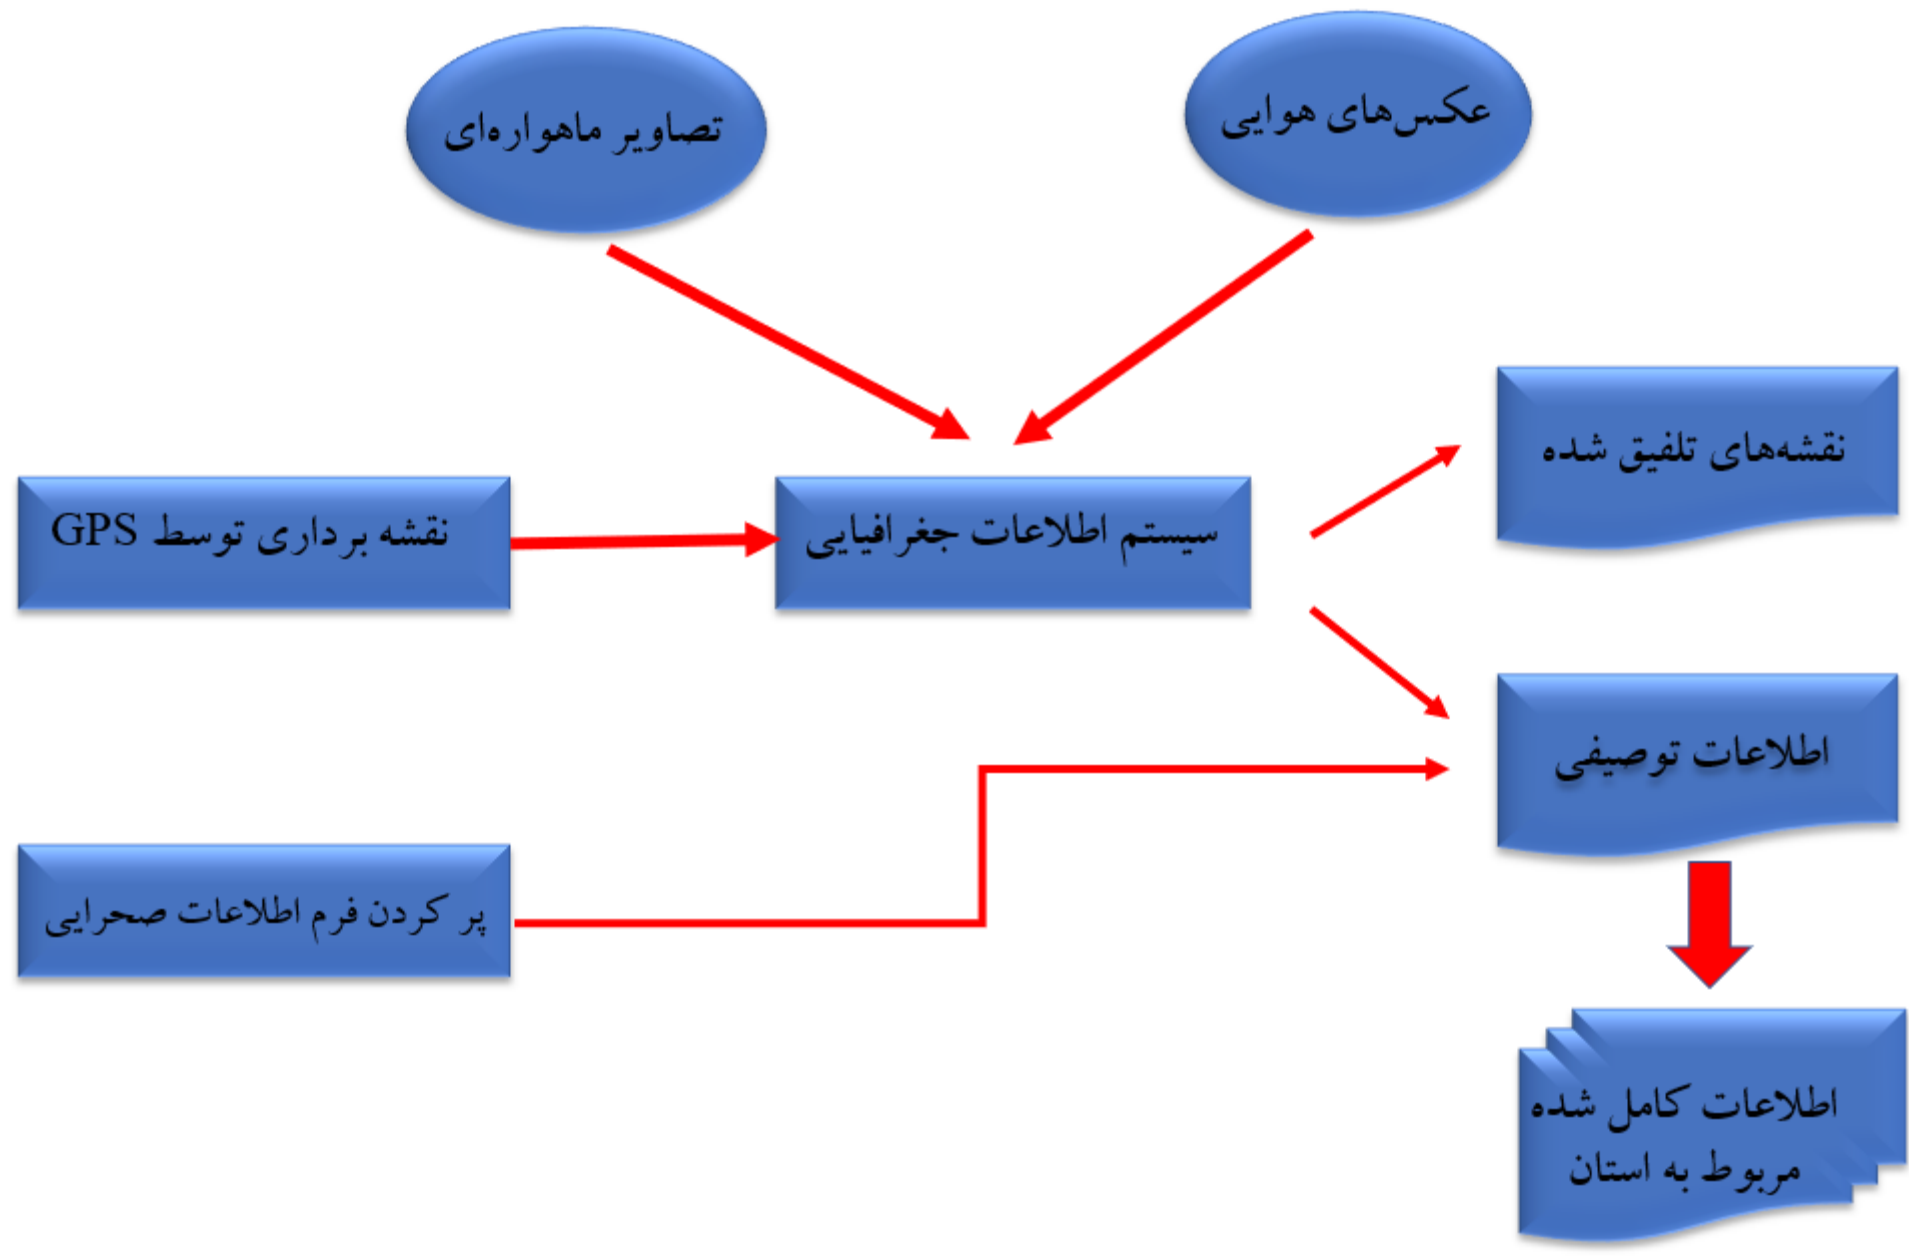 عکس‌های هوایی
تصاویر ماهواره‌ای
نقشه‌های تلفیق شده
سیستم اطلاعات جغرافیایی
نقشه برداری توسط GPS
اطلاعات توصیفی
پر کردن فرم اطلاعات صحرایی
اطلاعات کامل شده
مربوط به استان